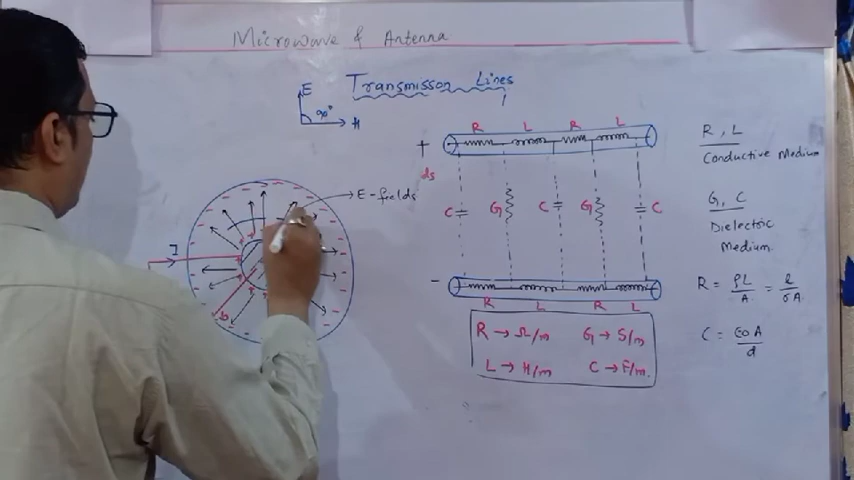 Microwave & Antenna
Transmisson Lines
E
90°
H
I
E-fields
+
R L R L
ds
C G C G C
-
R L R L
R → Ω/m G → S/m
L → H/m C → F/m.
R, L
Conductive Medium
G, C
Dielectric
Medium
R = ρL/A = l/σA
C = ε0A/d